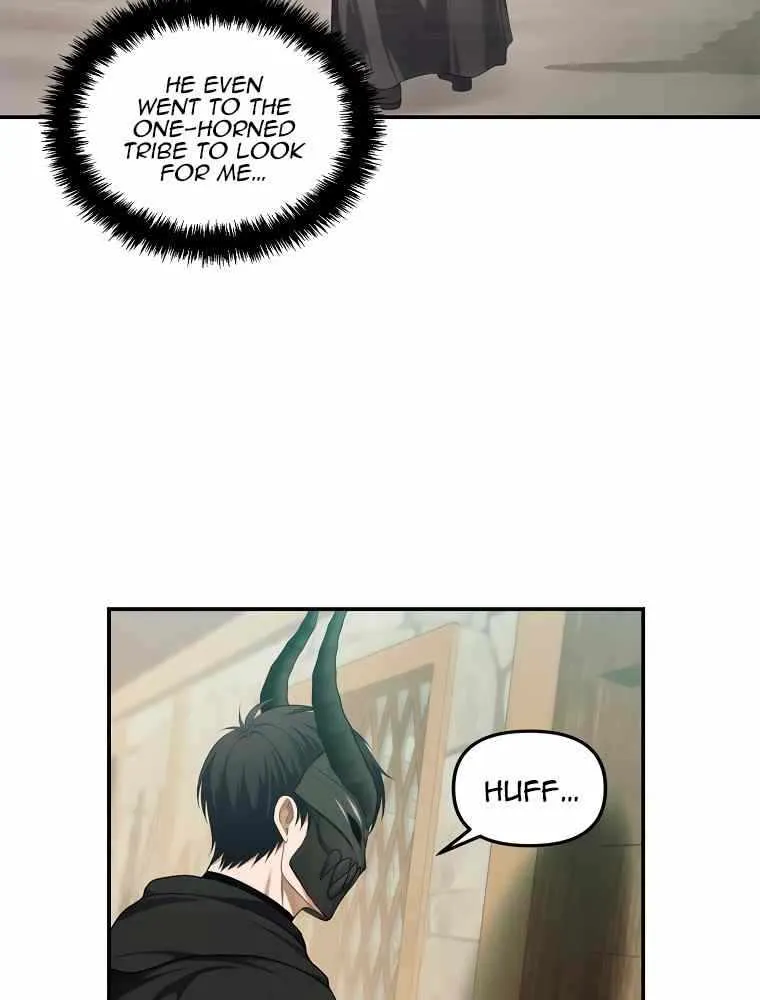 HE EVEN
WENT TO THE
ONE-HORNED
TRIBE TO LOOK
FOR ME...
HUFF...